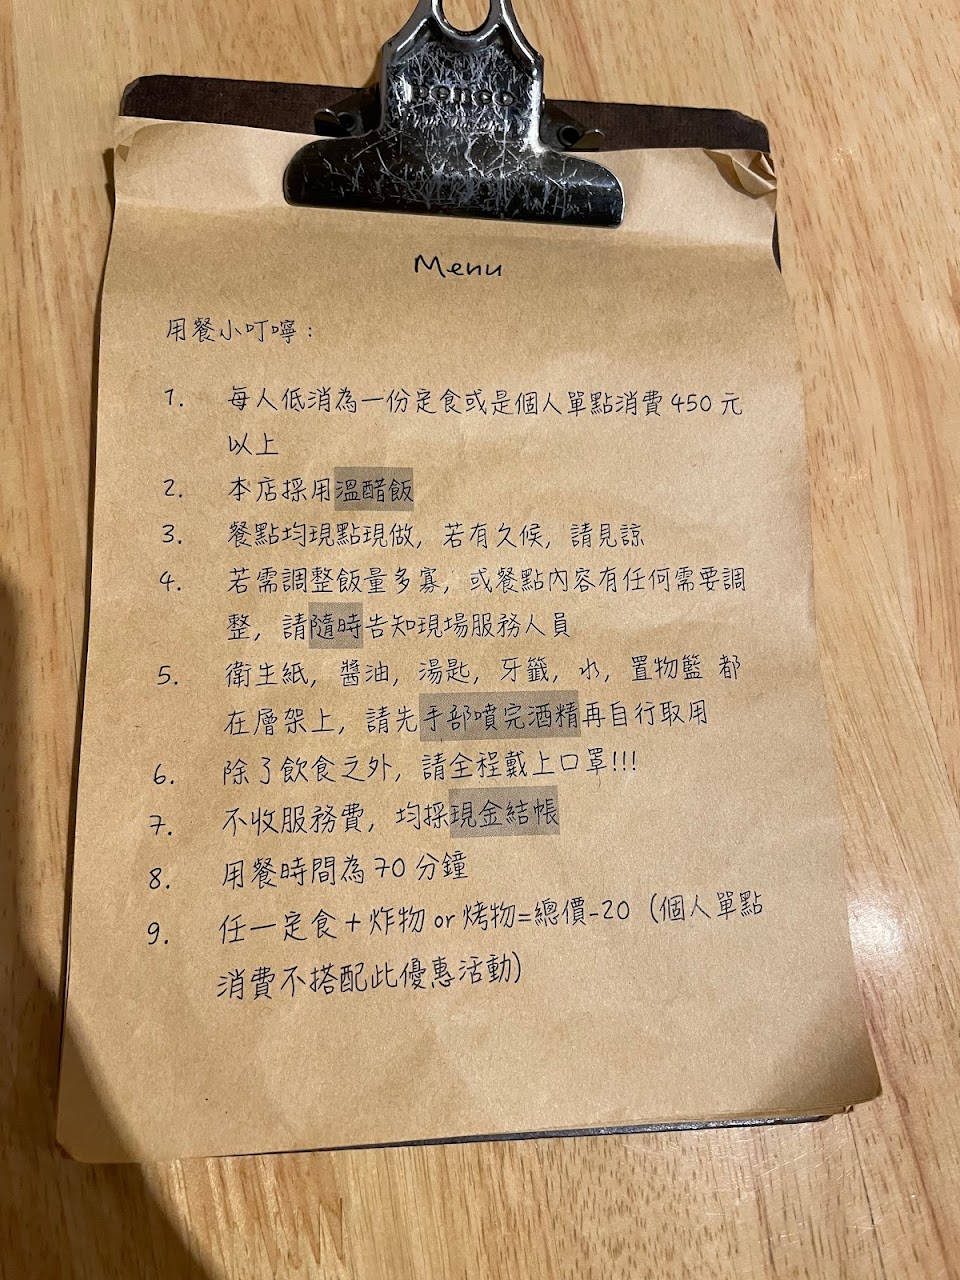 penco
Menu
用餐小叮嚀：
1. 每人低消為一份定食或是個人單點消費450元
以上
2. 本店採用溫醋飯
3. 餐點均現點現做，若有久候，請見諒
4. 若需調整飯量多寡，或餐點內容有任何需要調
整，請隨時告知現場服務人員
5. 衛生紙，醬油，湯匙，牙籤，水，置物籃 都
在層架上，請先手部噴完酒精再自行取用
6. 除了飲食之外，請全程戴上口罩!!!
7. 不收服務費，均採現金結帳
8. 用餐時間為70分鐘
9. 任一定食+炸物or烤物=總價-20（個人單點
消費不搭配此優惠活動）